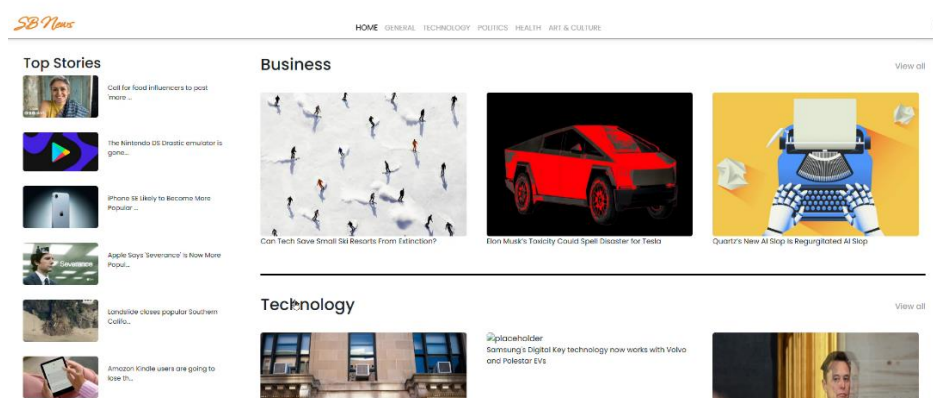 SB News
HOME GENERAL TECHNOLOGY POLITICS HEALTH ART & CULTURE
Top Stories
Call for food influencers to post
'more ...
The Nintendo DS Drastic emulator is
gone...
iPhone SE Likely to Become More
Popular ...
Severance
Apple Says 'Severance' is Now More
Popul...
Landslide closes popular Southern
Califo...
Amazon Kindle users are going to
lose th...
Business
View all
Can Tech Save Small Ski Resorts From Extinction?
Elon Musk's Toxicity Could Spell Disaster for Tesla
Quartz's New AI Slop Is Regurgitated AI Slop
Technology
View all
placeholder
Samsung's Digital Key technology now works with Volvo
and Polestar EVs